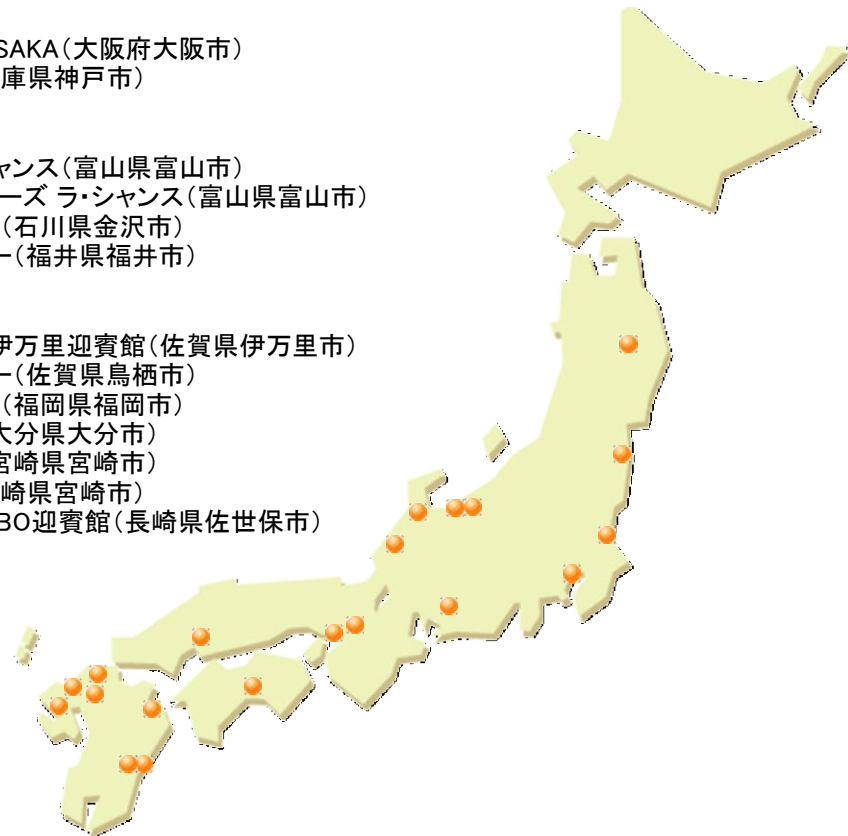 SAKA（大阪府大阪市）
庫県神戸市）
ャンス（富山県富山市）
ーズ ラ・シャンス（富山県富山市）
（石川県金沢市）
ー（福井県福井市）
伊万里迎賓館（佐賀県伊万里市）
ー（佐賀県鳥栖市）
（福岡県福岡市）
大分県大分市）
宮崎県宮崎市）
崎県宮崎市）
BO迎賓館（長崎県佐世保市）